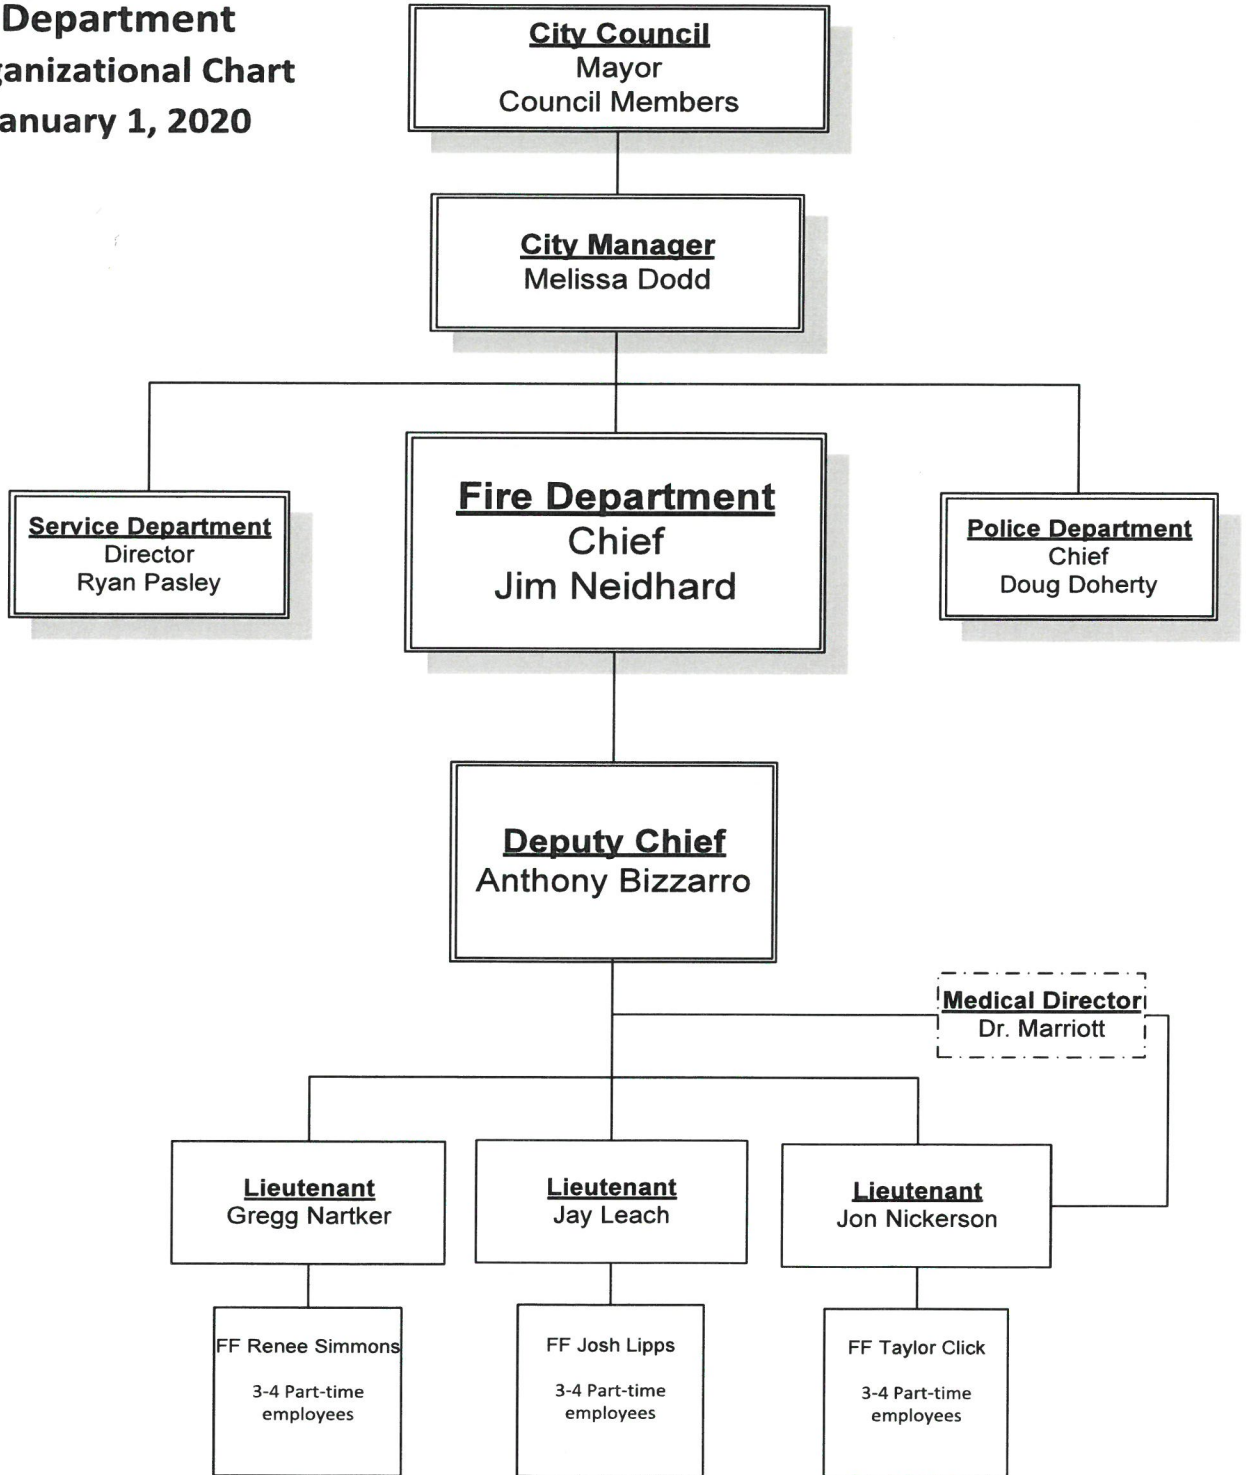 Department
ganizational Chart
anuary 1, 2020
City Council
Mayor
Council Members
City Manager
Melissa Dodd
Service Department
Director
Ryan Pasley
Fire Department
Chief
Jim Neidhard
Police Department
Chief
Doug Doherty
Deputy Chief
Anthony Bizzarro
Medical Director
Dr. Marriott
Lieutenant
Gregg Nartker
Lieutenant
Jay Leach
Lieutenant
Jon Nickerson
FF Renee Simmons
3-4 Part-time
employees
FF Josh Lipps
3-4 Part-time
employees
FF Taylor Click
3-4 Part-time
employees